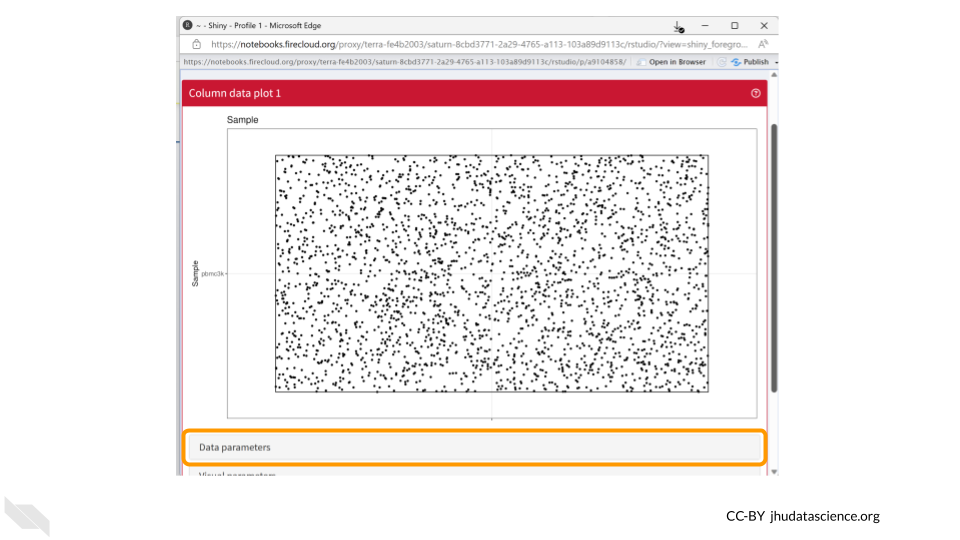 ~ - Shiny - Profile 1 - Microsoft Edge
https://notebooks.firecloud.org/proxy/terra-fe4b2003/saturn-8cbd3771-2a29-4765-a113-103a89d9113c/rstudio/?view=shiny_foregro...
https://notebooks.firecloud.org/proxy/terra-fe4b2003/saturn-8cbd3771-2a29-4765-a113-103a89d9113c/rstudio/p/a9104858/ Open in Browser Publish
Column data plot 1
Sample
Sample
pbmc3k
Data parameters
Visual parameters
CC-BY jhudatascience.org